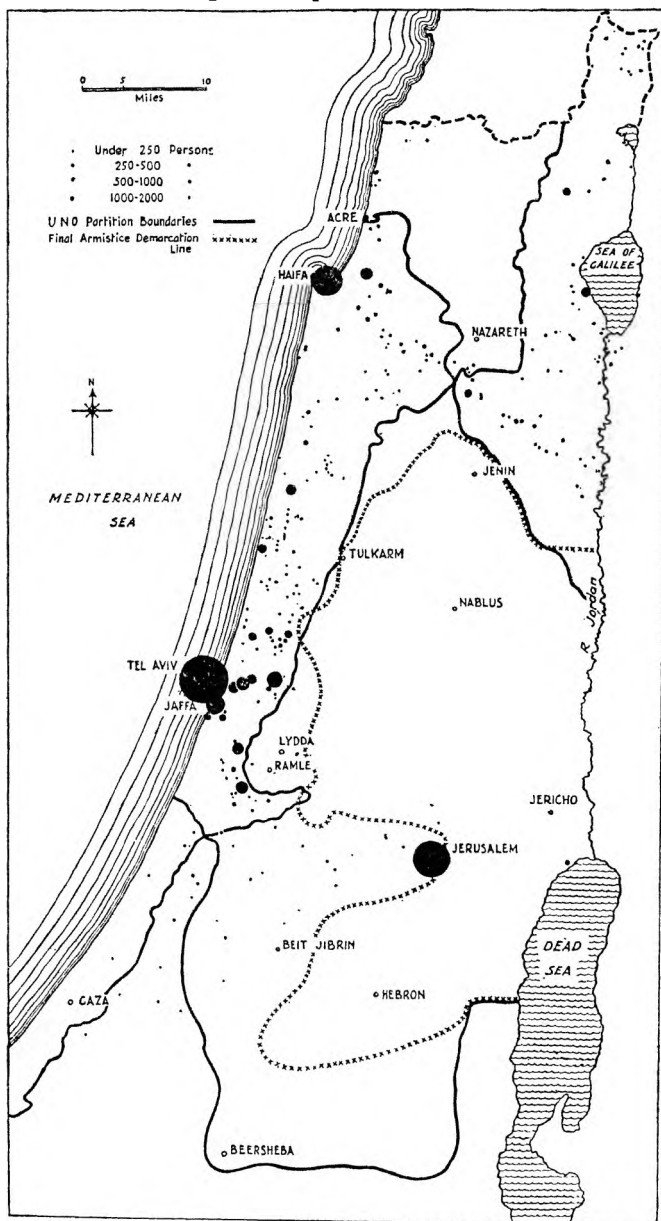 0 5 10
Miles
Under 250 Persons
250-500 "
500-1000 "
1000-2000 "
UNO Partition Boundaries
Final Armistice Demarcation
Line
ACRE
HAIFA
SEA OF
GALILEE
NAZARETH
N
JENIN
MEDITERRANEAN
SEA
TULKARM
NABLUS
R Jordan
TEL AVIV
JAFFA
LYDDA
RAMLE
JERICHO
JERUSALEM
BEIT JIBRIN
DEAD
SEA
HEBRON
GAZA
BEERSHEBA